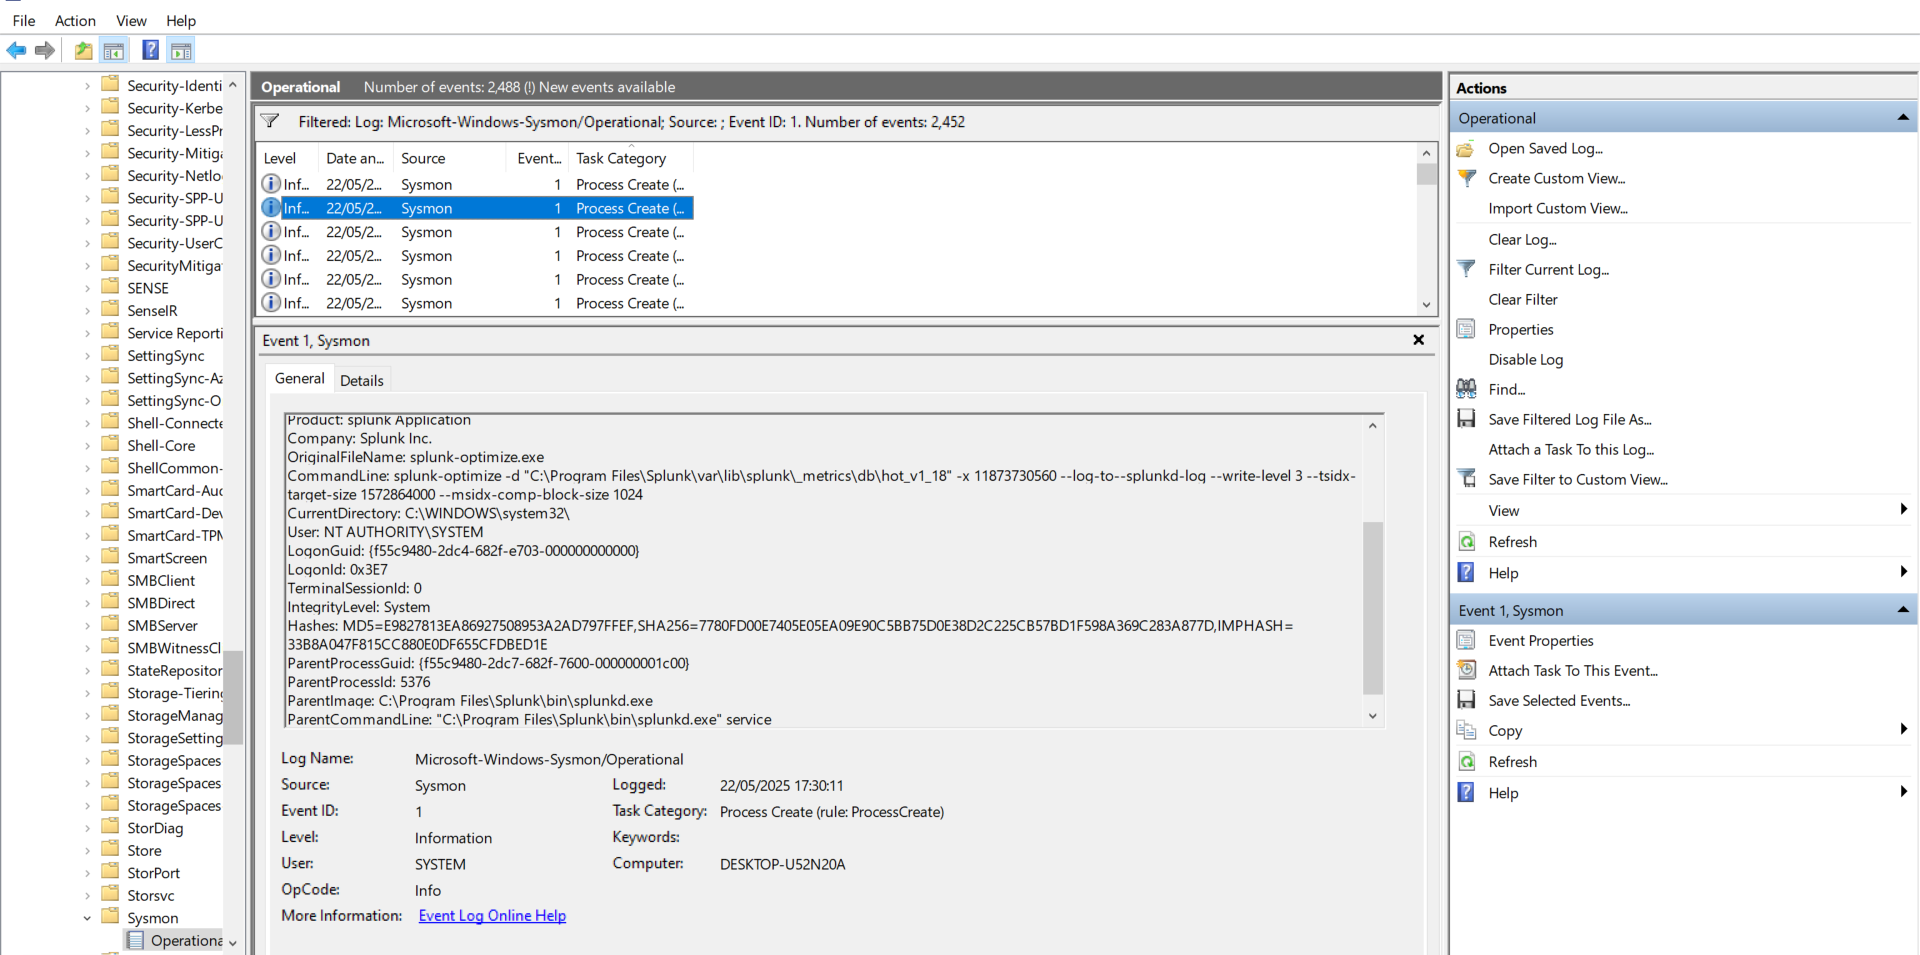 File Action View Help
Security-Identi
Security-Kerbe
Security-LessPr
Security-Mitiga
Security-Netlo
Security-SPP-U
Security-SPP-U
Security-UserC
SecurityMitiga
SENSE
SenseIR
Service Reporti
SettingSync
SettingSync-Az
SettingSync-O
Shell-Connecte
Shell-Core
ShellCommon-
SmartCard-Aud
SmartCard-Dev
SmartCard-TPM
SmartScreen
SMBClient
SMBDirect
SMBServer
SMBWitnessCl
StateRepositor
Storage-Tiering
StorageManag
StorageSetting
StorageSpaces
StorageSpaces
StorageSpaces
StorDiag
Store
StorPort
Storsvc
Sysmon
Operationa
Operational Number of events: 2,488 (!) New events available
Filtered: Log: Microsoft-Windows-Sysmon/Operational; Source: ; Event ID: 1. Number of events: 2,452
Level Date an... Source Event... Task Category
Inf... 22/05/2... Sysmon 1 Process Create (...
Inf... 22/05/2... Sysmon 1 Process Create (...
Inf... 22/05/2... Sysmon 1 Process Create (...
Inf... 22/05/2... Sysmon 1 Process Create (...
Inf... 22/05/2... Sysmon 1 Process Create (...
Inf... 22/05/2... Sysmon 1 Process Create (...
Event 1, Sysmon
General Details
Product: splunk Application
Company: Splunk Inc.
OriginalFileName: splunk-optimize.exe
CommandLine: splunk-optimize -d "C:\Program Files\Splunk\var\lib\splunk\_metrics\db\hot_v1_18" -x 11873730560 --log-to--splunkd-log --write-level 3 --tsidx-
target-size 1572864000 --msidx-comp-block-size 1024
CurrentDirectory: C:\WINDOWS\system32\
User: NT AUTHORITY\SYSTEM
LogonGuid: {f55c9480-2dc4-682f-e703-000000000000}
LogonId: 0x3E7
TerminalSessionId: 0
IntegrityLevel: System
Hashes: MD5=E9827813EA86927508953A2AD797FFEF,SHA256=7780FD00E7405E05EA09E90C5BB75D0E38D2C225CB57BD1F598A369C283A877D,IMPHASH=
33B8A047F815CC880E0DF655CFDBED1E
ParentProcessGuid: {f55c9480-2dc7-682f-7600-000000001c00}
ParentProcessId: 5376
ParentImage: C:\Program Files\Splunk\bin\splunkd.exe
ParentCommandLine: "C:\Program Files\Splunk\bin\splunkd.exe" service
Log Name: Microsoft-Windows-Sysmon/Operational
Source: Sysmon Logged: 22/05/2025 17:30:11
Event ID: 1 Task Category: Process Create (rule: ProcessCreate)
Level: Information Keywords:
User: SYSTEM Computer: DESKTOP-U52N20A
OpCode: Info
More Information: Event Log Online Help
Actions
Operational
Open Saved Log...
Create Custom View...
Import Custom View...
Clear Log...
Filter Current Log...
Clear Filter
Properties
Disable Log
Find...
Save Filtered Log File As...
Attach a Task To this Log...
Save Filter to Custom View...
View
Refresh
Help
Event 1, Sysmon
Event Properties
Attach Task To This Event...
Save Selected Events...
Copy
Refresh
Help